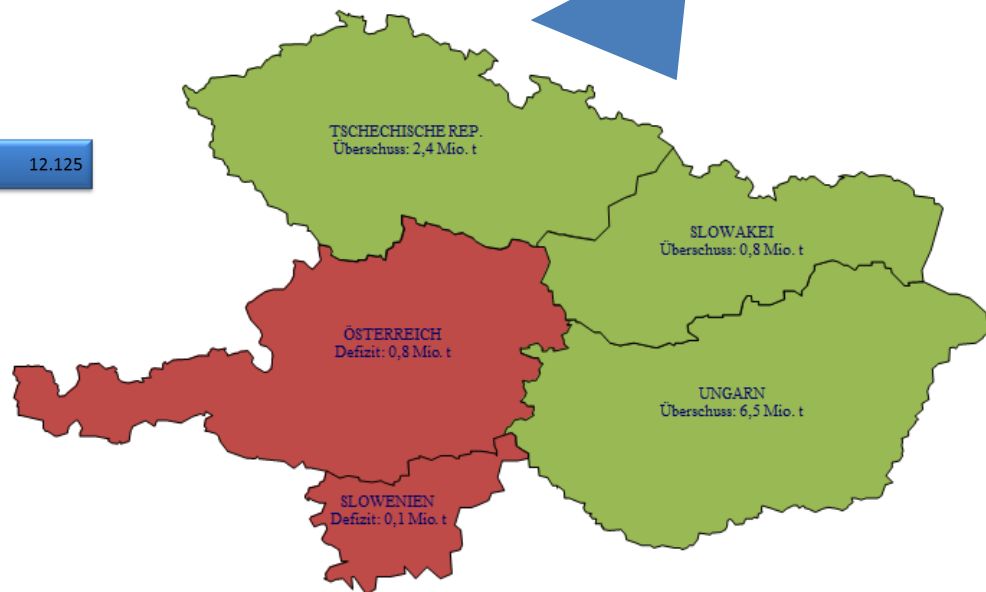 TSCHECHISCHE REP.
Überschuss: 2,4 Mio. t
12.125
SLOWAKEI
Überschuss: 0,8 Mio. t
ÖSTERREICH
Defizit: 0,8 Mio. t
UNGARN
Überschuss: 6,5 Mio. t
SLOWENIEN
Defizit: 0,1 Mio. t